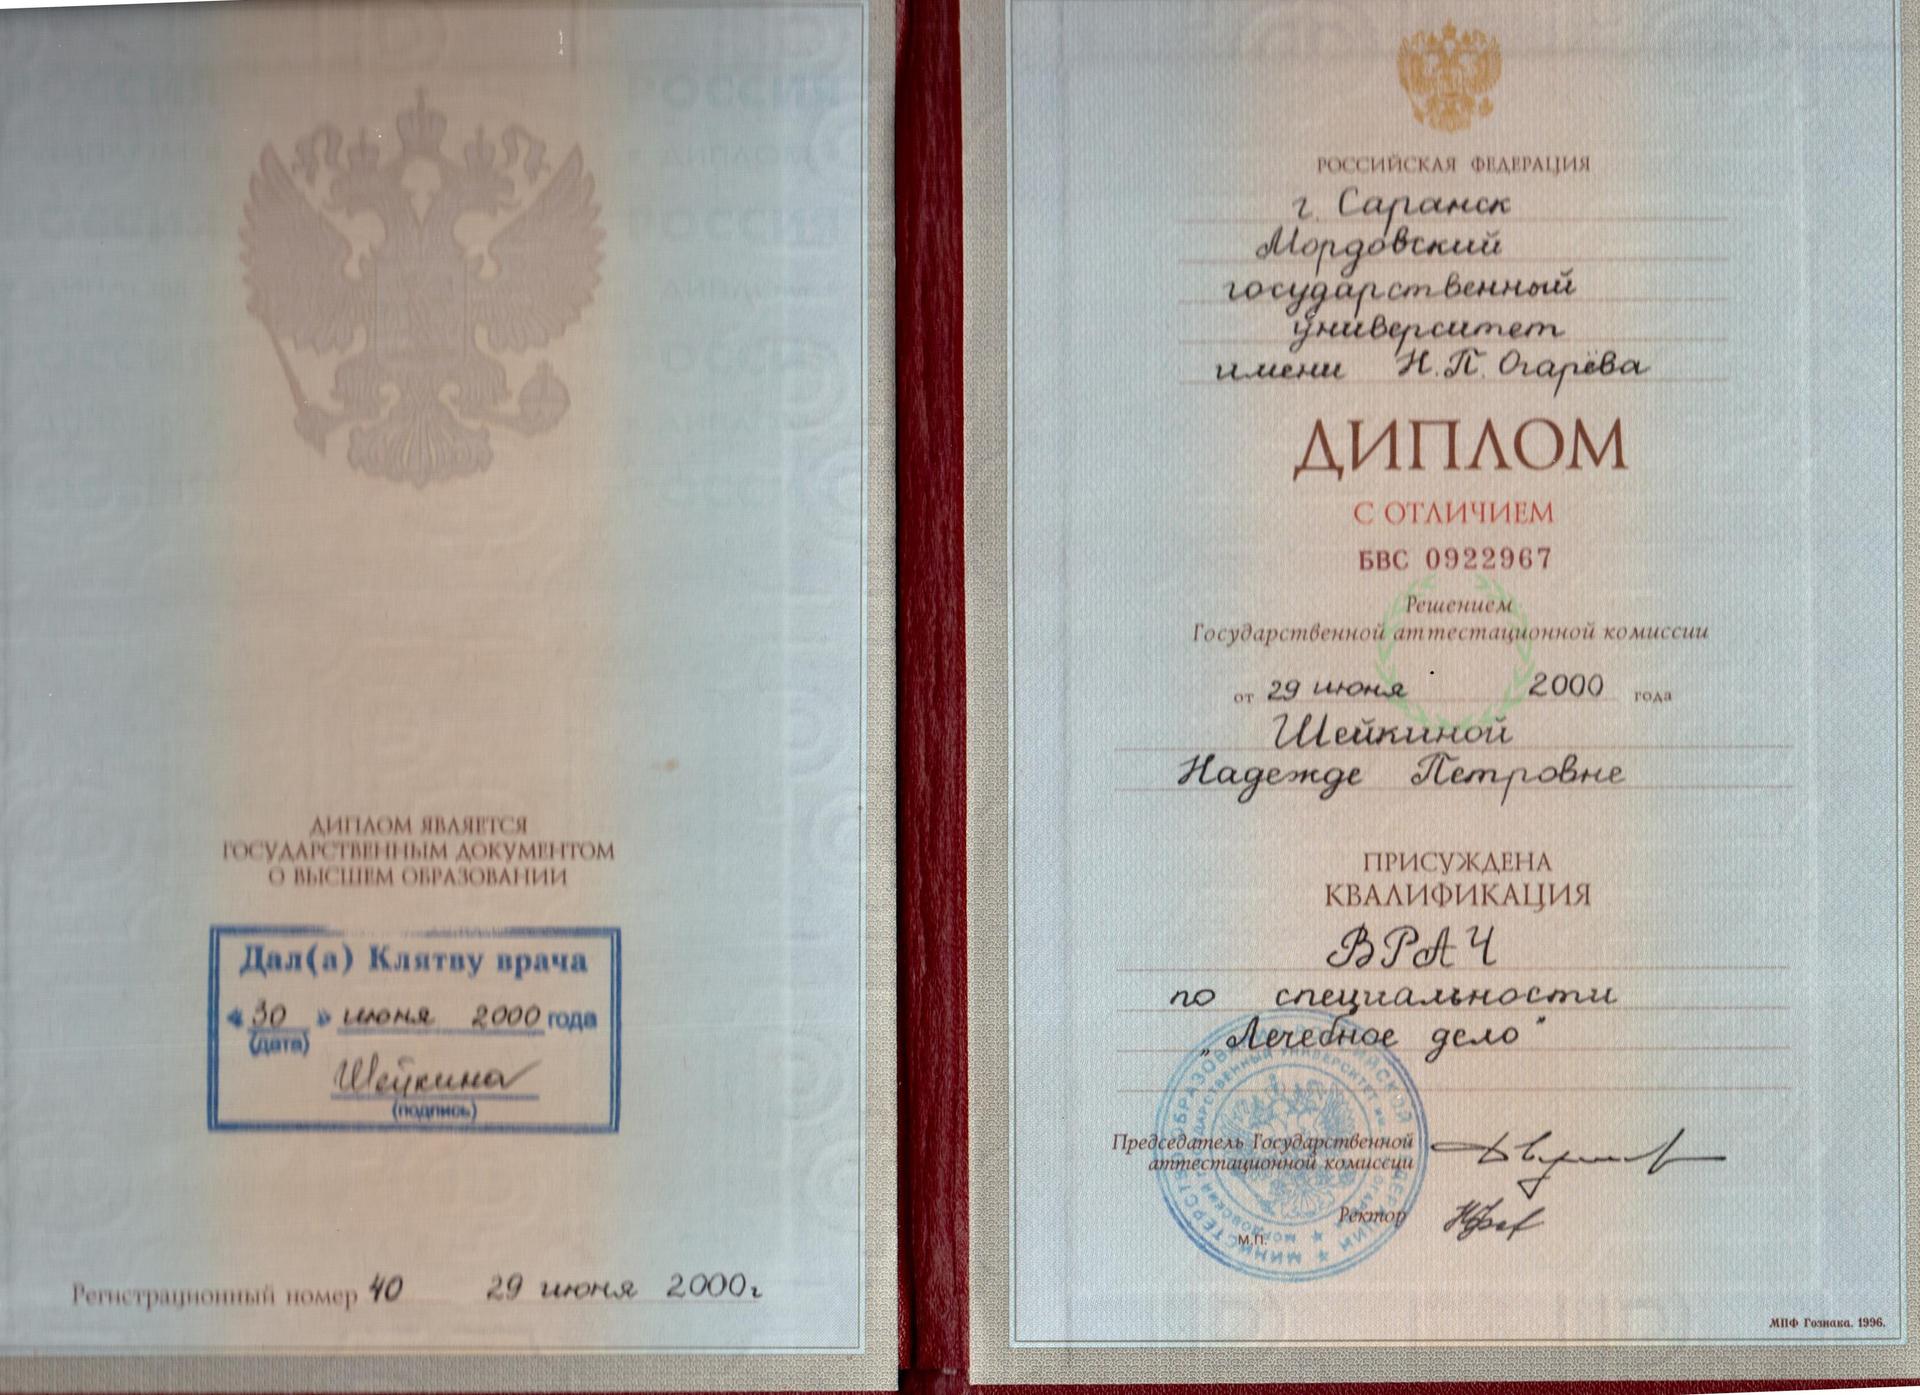 ДИПЛОМ ЯВЛЯЕТСЯ
ГОСУДАРСТВЕННЫМ ДОКУМЕНТОМ
О ВЫСШЕМ ОБРАЗОВАНИИ
Дал(а) Клятву врача
« 30 » июня 2000 года
(дата)
Шейкина
(подпись)
Регистрационный номер 40 29 июня 2000 г
РОССИЙСКАЯ ФЕДЕРАЦИЯ
г. Саранск
Мордовский
государственный
университет
имени Н.П. Огарёва
ДИПЛОМ
С ОТЛИЧИЕМ
БВС 0922967
Решением
Государственной аттестационной комиссии
от 29 июня 2000 года
Шейкиной
Надежде Петровне
ПРИСУЖДЕНА
КВАЛИФИКАЦИЯ
ВРАЧ
по специальности
„Лечебное дело"
Председатель Государственной
аттестационной комиссии
Ректор
М.П.
МПФ Гознака. 1996.